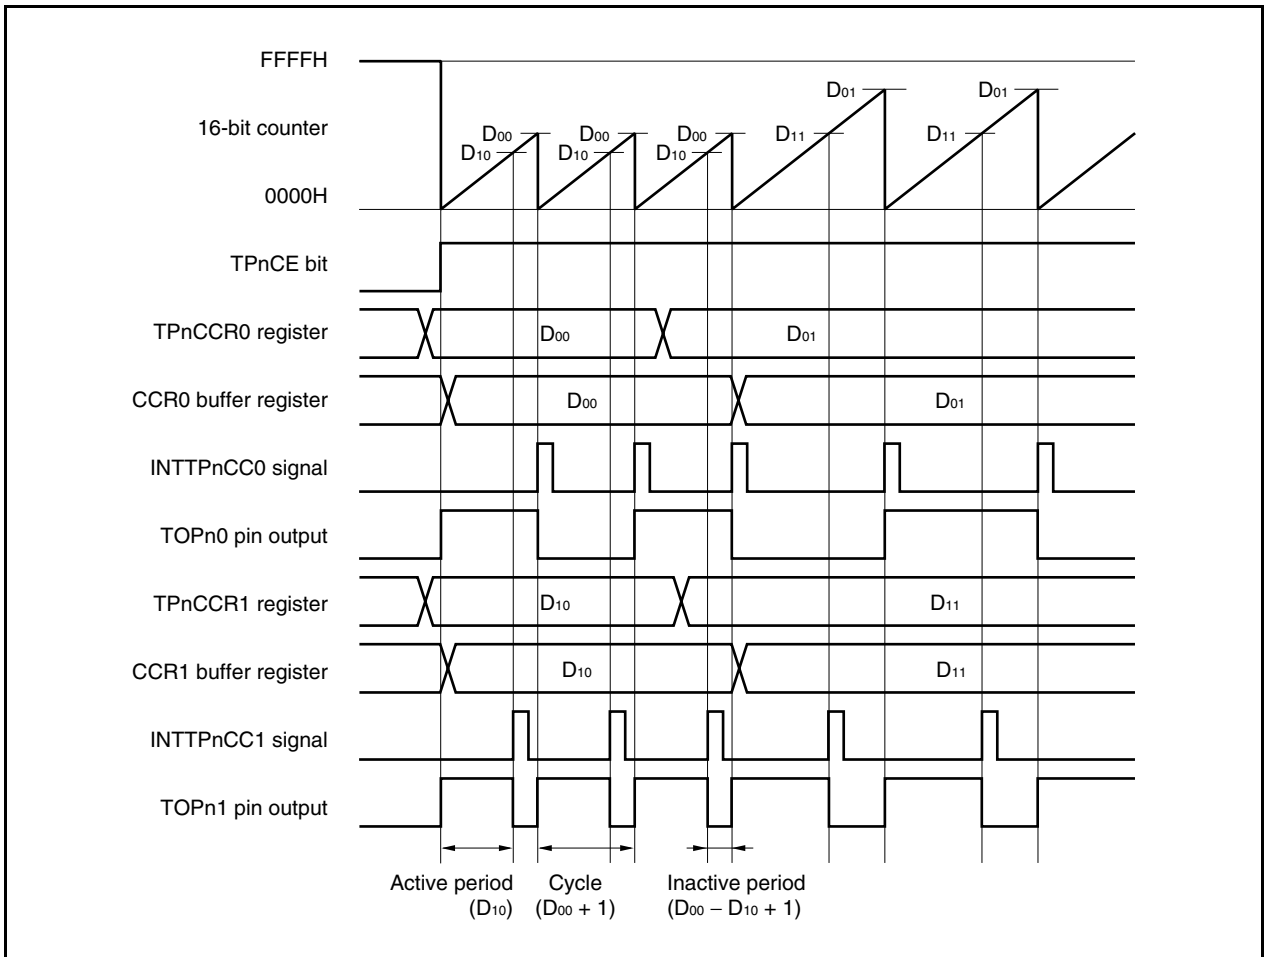 FFFFH
D01 D01
16-bit counter D00 D00 D00 D11 D11
D10 D10 D10
0000H
TPnCE bit
TPnCCR0 register D00 D01
CCR0 buffer register D00 D01
INTTPnCC0 signal
TOPn0 pin output
TPnCCR1 register D10 D11
CCR1 buffer register D10 D11
INTTPnCC1 signal
TOPn1 pin output
Active period Cycle Inactive period
(D10) (D00 + 1) (D00 − D10 + 1)